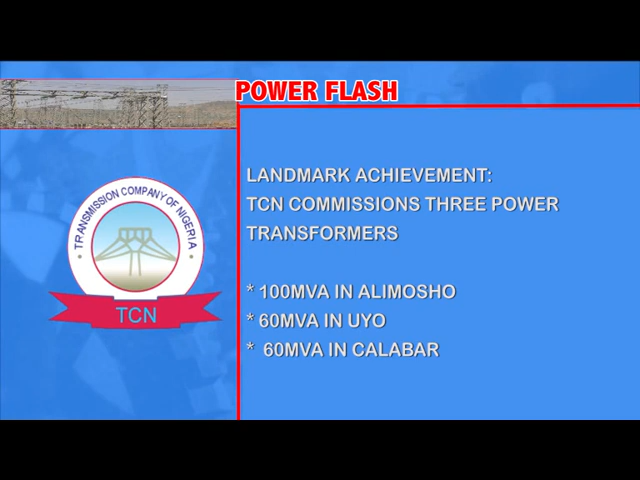 POWER FLASH
TRANSMISSION COMPANY OF NIGERIA
TCN
LANDMARK ACHIEVEMENT:
TCN COMMISSIONS THREE POWER
TRANSFORMERS
* 100MVA IN ALIMOSHO
* 60MVA IN UYO
* 60MVA IN CALABAR